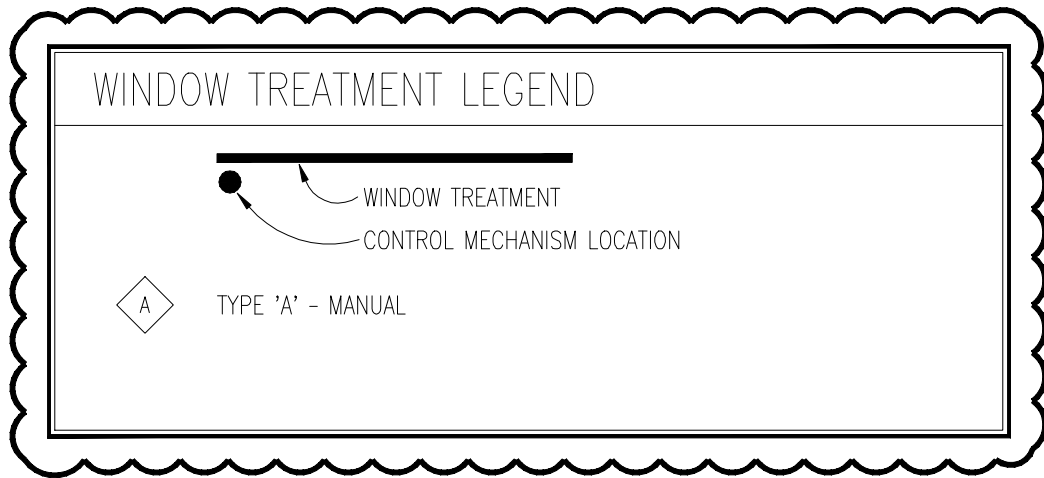 WINDOW TREATMENT LEGEND
WINDOW TREATMENT
CONTROL MECHANISM LOCATION
A TYPE 'A' - MANUAL